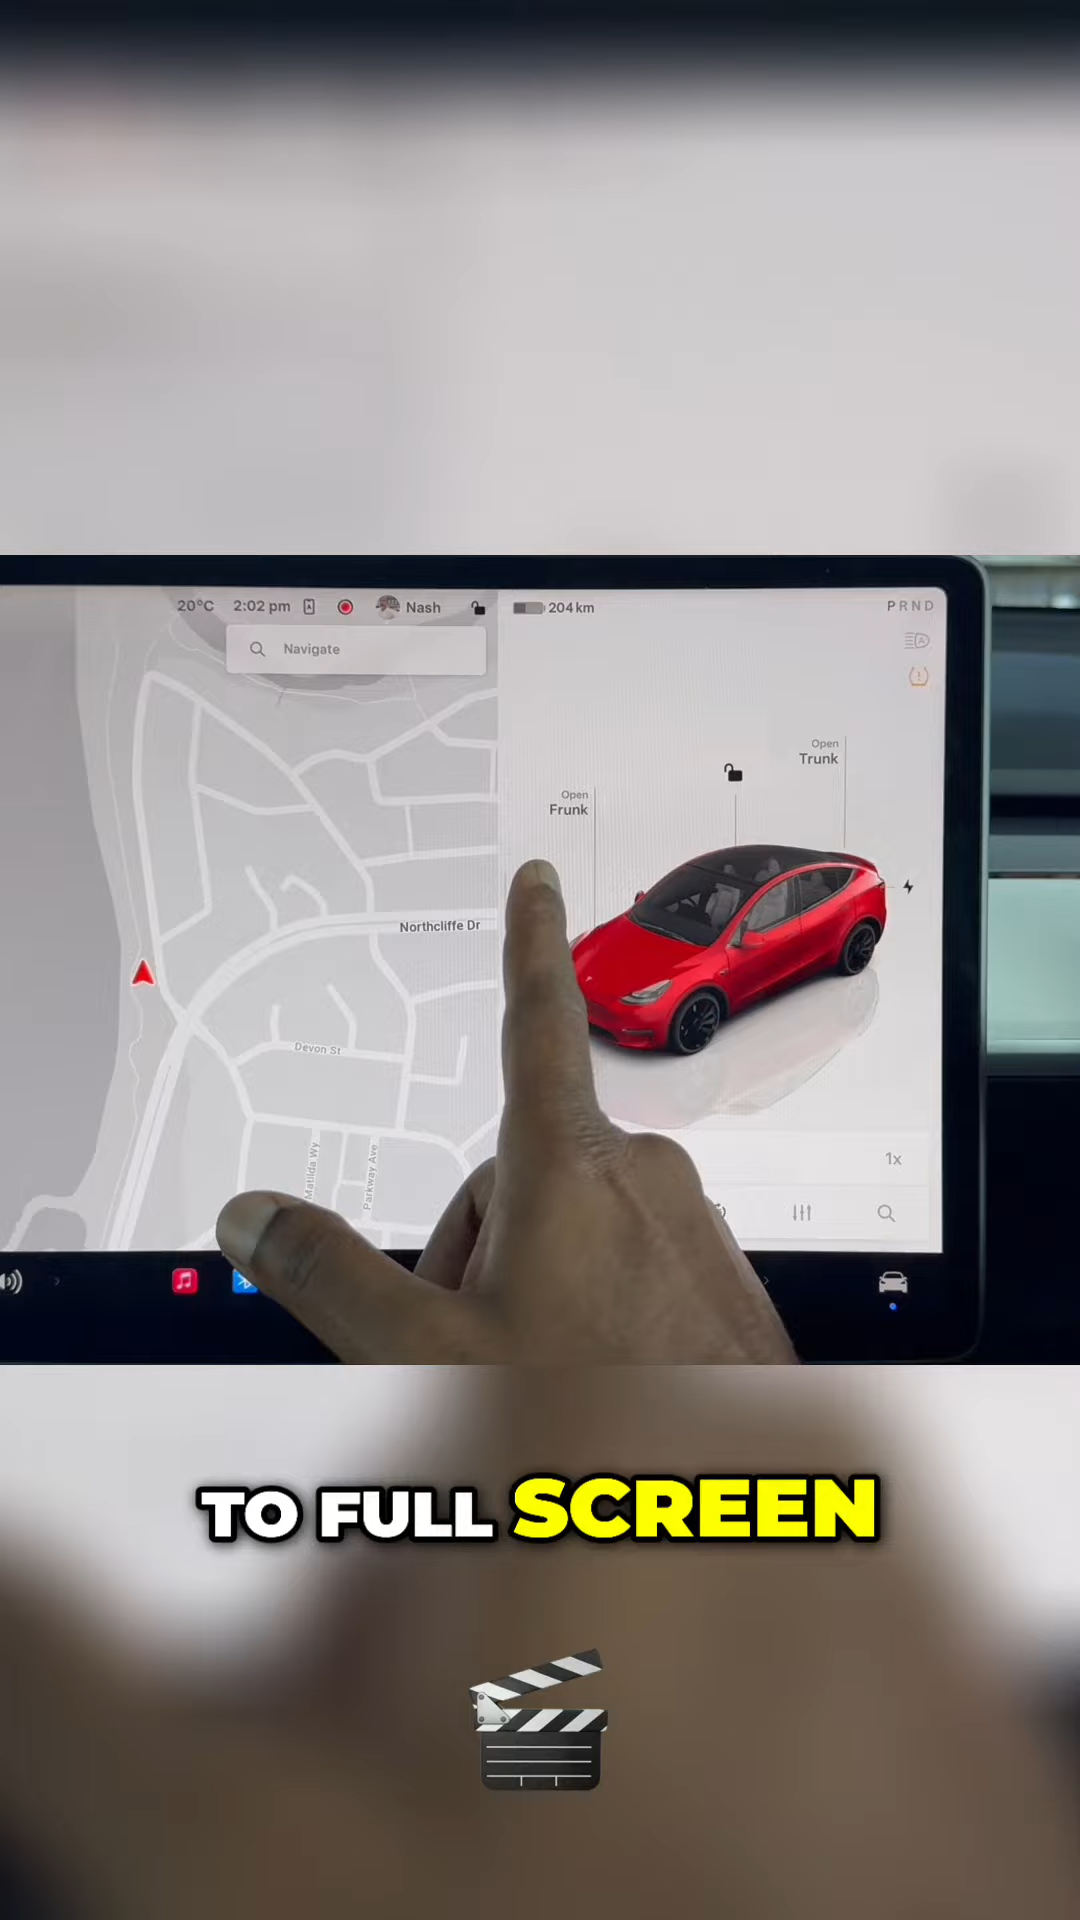 20°C 2:02 pm Nash 204 km PRND
Navigate
Open
Trunk
Open
Frunk
Northcliffe Dr
Devon St
Matilda Wy
Parkway Ave
1x
TO FULL SCREEN